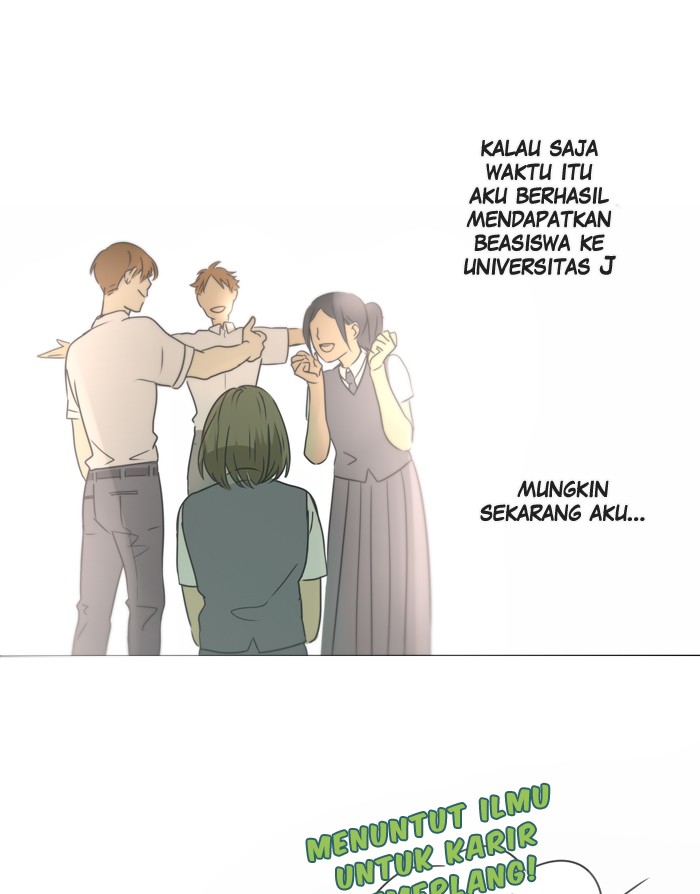 KALAU SAJA
WAKTU ITU
AKU BERHASIL
MENDAPATKAN
BEASISWA KE
UNIVERSITAS J
MUNGKIN
SEKARANG AKU...
MENUNTUT ILMU
UNTUK KARIR